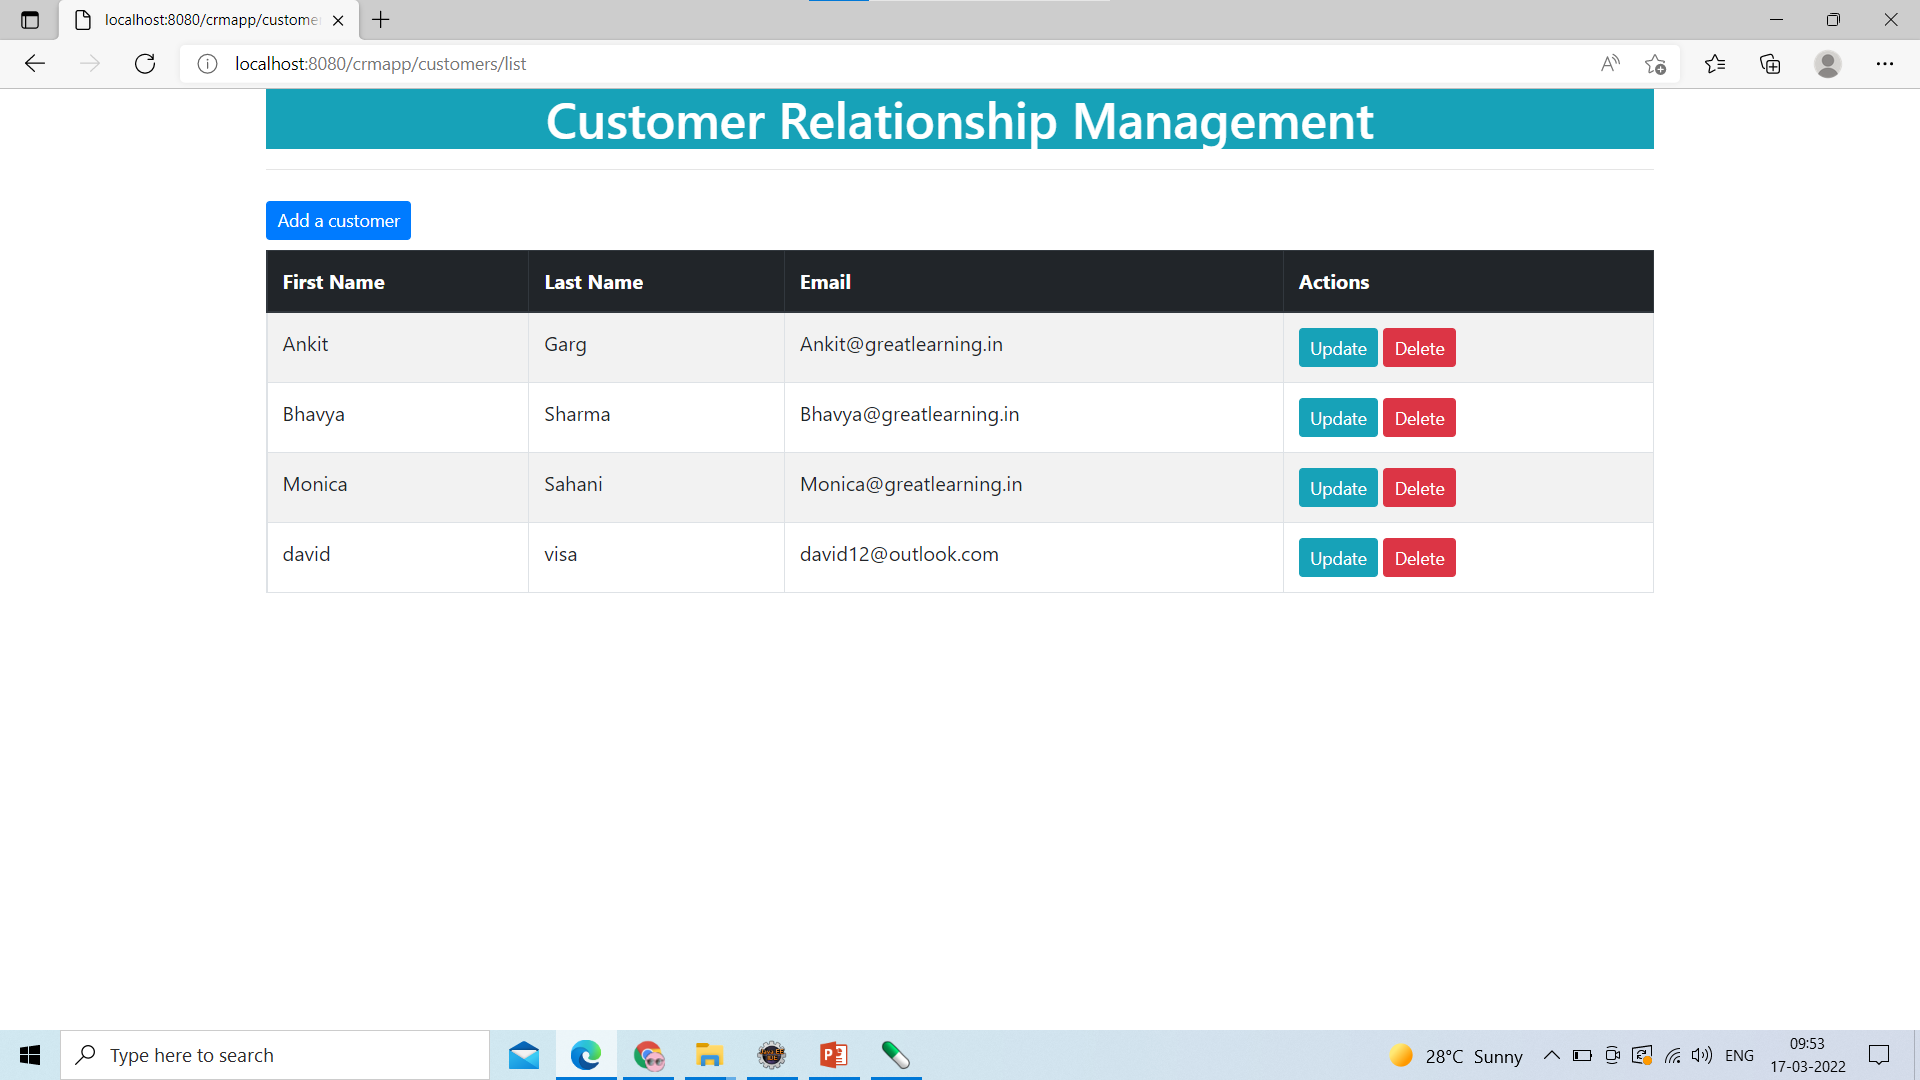 localhost:8080/crmapp/custome
localhost:8080/crmapp/customers/list
Customer Relationship Management
Add a customer
First Name Last Name Email Actions
Ankit Garg Ankit@greatlearning.in Update Delete
Bhavya Sharma Bhavya@greatlearning.in Update Delete
Monica Sahani Monica@greatlearning.in Update Delete
david visa david12@outlook.com Update Delete
Type here to search
28°C Sunny
ENG
09:53
17-03-2022